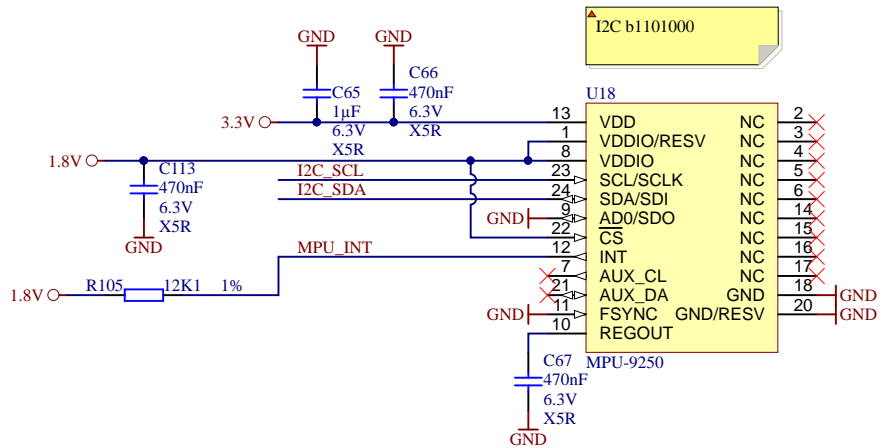 I2C b1101000
GND
GND
C65
1µF
6.3V
X5R
C66
470nF
6.3V
X5R
U18
3.3V
1.8V
C113
470nF
6.3V
X5R
GND
I2C_SCL
I2C_SDA
GND
MPU_INT
1.8V
R105 12K1 1%
GND
13 VDD NC 2
1 VDDIO/RESV NC 3
8 VDDIO NC 4
23 SCL/SCLK NC 5
24 SDA/SDI NC 6
9 AD0/SDO NC 14
22 CS NC 15
12 INT NC 16
7 AUX_CL NC 17
21 AUX_DA GND 18 GND
11 FSYNC GND/RESV 20 GND
10 REGOUT
MPU-9250
C67
470nF
6.3V
X5R
GND